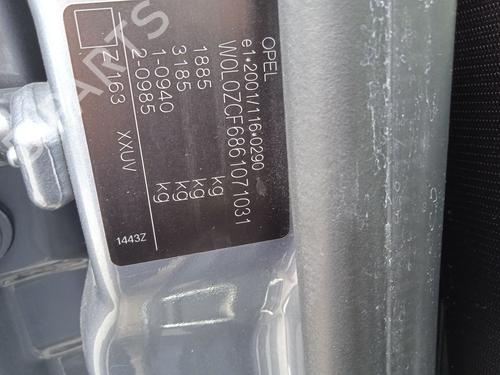 OPEL
e1*2001/116*0290
W0L0ZCF6861071031
1885 kg
3185 kg
1-0940 kg
2-0985 kg
Z163 XXUV
1443Z
PARTS